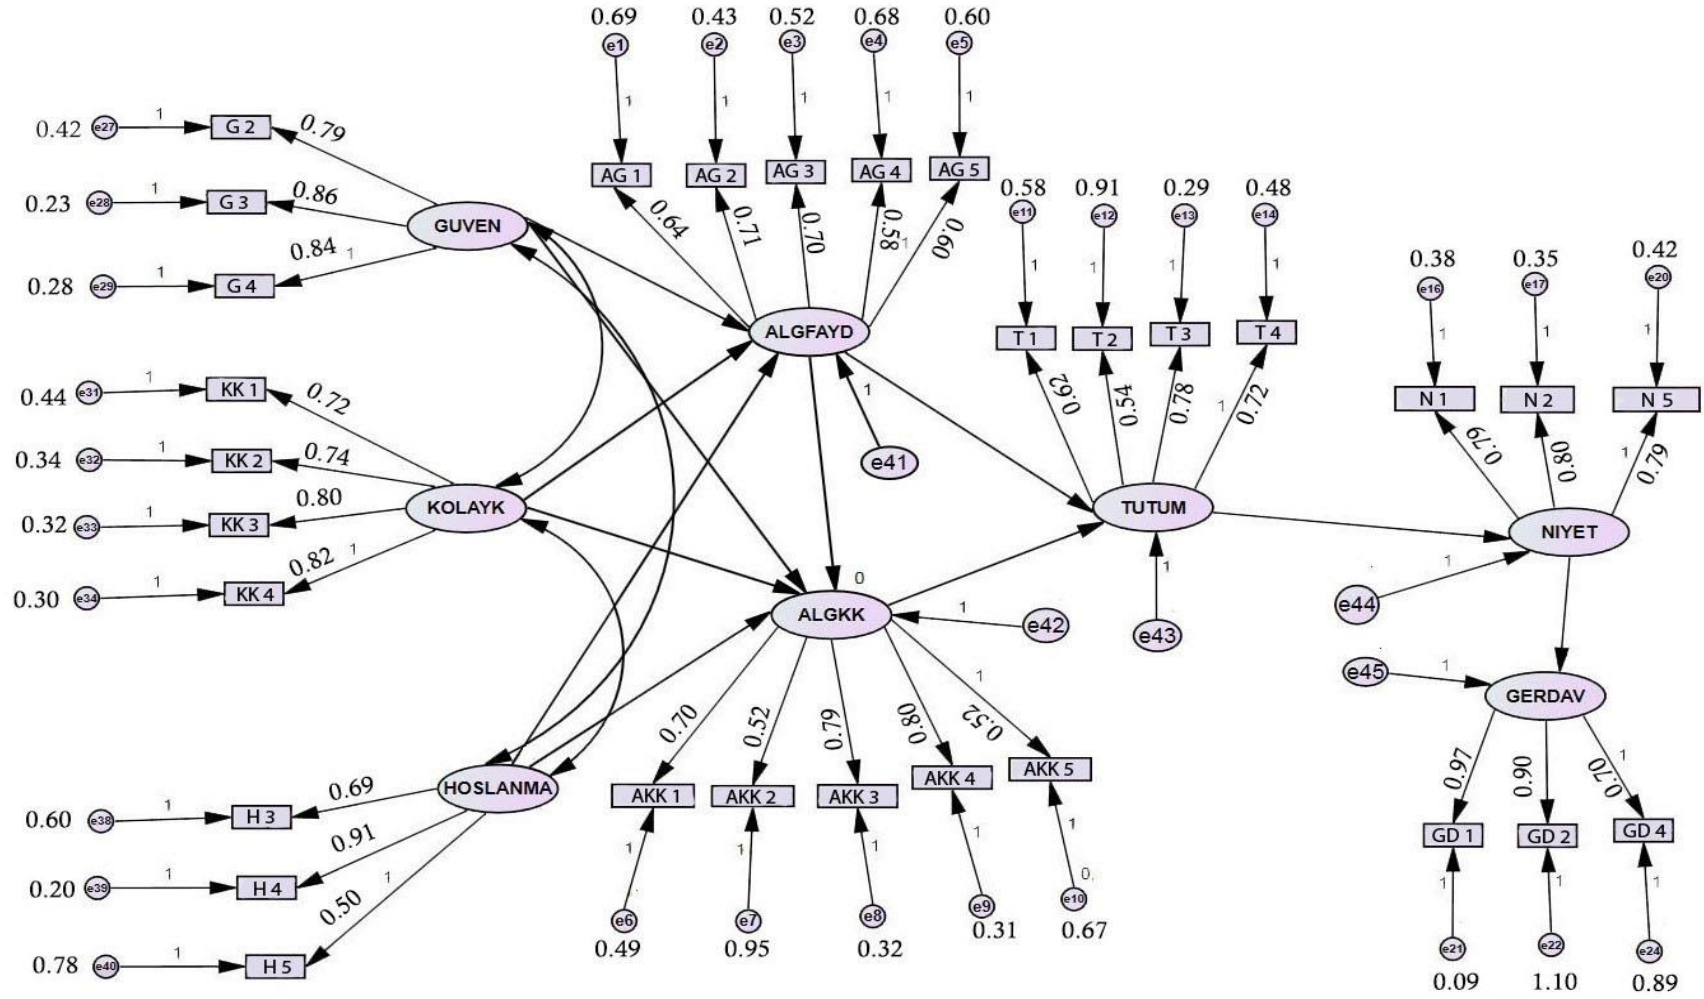 0.69 0.43 0.52 0.68 0.60
e1 e2 e3 e4 e5
1 1 1 1 1
AG 1 AG 2 AG 3 AG 4 AG 5
0.64 0.71 0.70 0.58 1 0.60
0.42 e27 1 G 2 0.79
0.23 e28 1 G 3 0.86
0.28 e29 1 G 4 0.84 1
GUVEN
ALGFAYD
0.58 0.91 0.29 0.48
e11 e12 e13 e14
1 1 1 1
T 1 T 2 T 3 T 4
0.62 0.54 0.78 1 0.72
0.38 0.35 0.42
e16 e17 e20
1 1 1
N 1 N 2 N 5
0.79 0.80 1 0.79
0.44 e31 1 KK 1 0.72
0.34 e32 1 KK 2 0.74
0.32 e33 1 KK 3 0.80
0.30 e34 1 KK 4 0.82 1
KOLAYK
1
e41
TUTUM
NIYET
1
e43
1
e44
0
ALGKK
1
e42
e45
1
GERDAV
0.70 0.52 0.79 0.80 0.52 1
AKK 1 AKK 2 AKK 3 AKK 4 AKK 5
1 1 1 1 1
0,
e6 e7 e8 e9 e10
0.49 0.95 0.32 0.31 0.67
HOSLANMA
0.60 e38 1 H 3 0.69
0.20 e39 1 H 4 0.91
0.78 e40 1 H 5 0.50 1
0.97 0.90 0.70 1
GD 1 GD 2 GD 4
1 1 1
e21 e22 e24
0.09 1.10 0.89